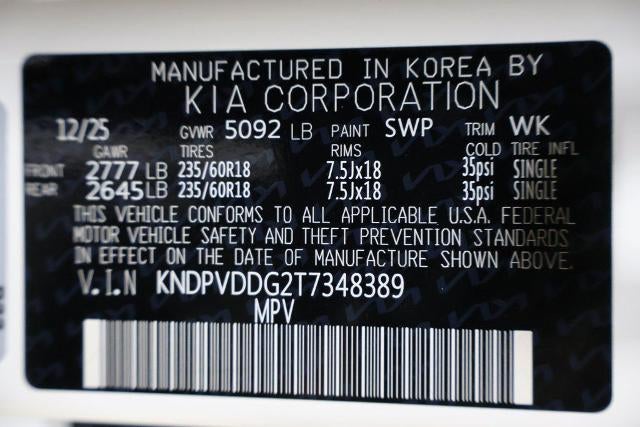 MANUFACTURED IN KOREA BY
KIA CORPORATION
12/25 GVWR 5092 LB PAINT SWP TRIM WK
GAWR TIRES RIMS COLD TIRE INFL
FRONT 2777 LB 235/60R18 7.5Jx18 35psi SINGLE
REAR 2645 LB 235/60R18 7.5Jx18 35psi SINGLE
THIS VEHICLE CONFORMS TO ALL APPLICABLE U.S.A. FEDERAL
MOTOR VEHICLE SAFETY AND THEFT PREVENTION STANDARDS
IN EFFECT ON THE DATE OF MANUFACTURE SHOWN ABOVE.
V.I.N KNDPVDDG2T7348389
MPV